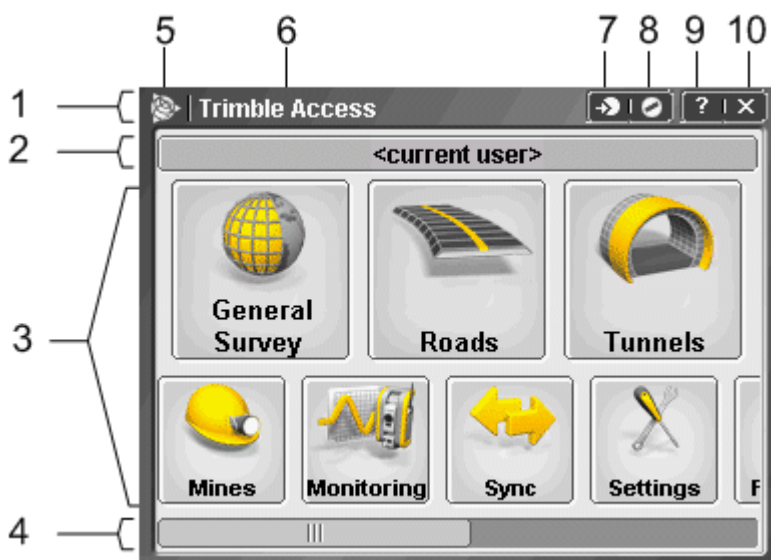 5 6 7 8 9 10
1 Trimble Access ? X
2 <current user>
3
General
Survey
Roads
Tunnels
Mines
Monitoring
Sync
Settings
F
4